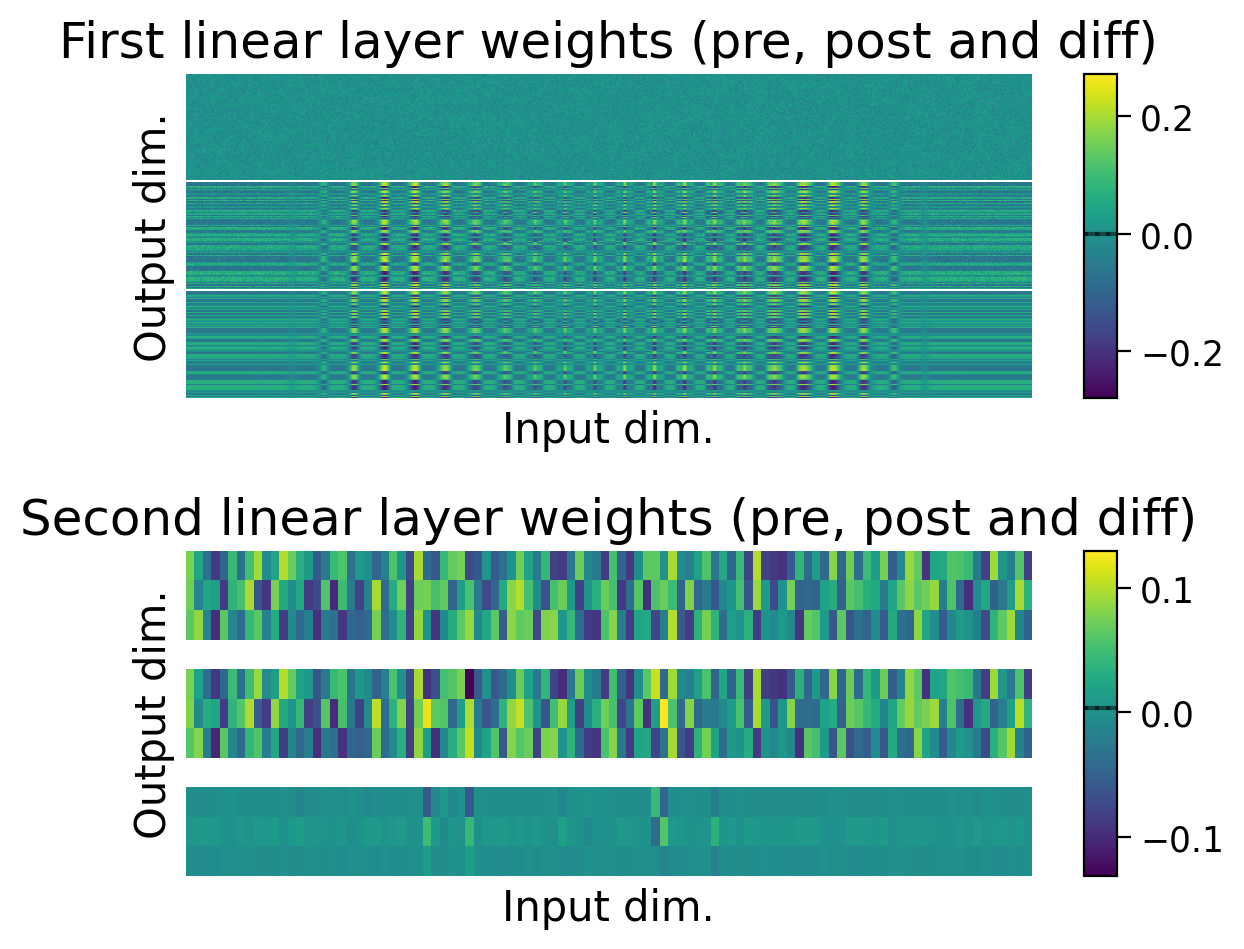 First linear layer weights (pre, post and diff)
Output dim.
Input dim.
0.2
0.0
−0.2
Second linear layer weights (pre, post and diff)
Output dim.
Input dim.
0.1
0.0
−0.1